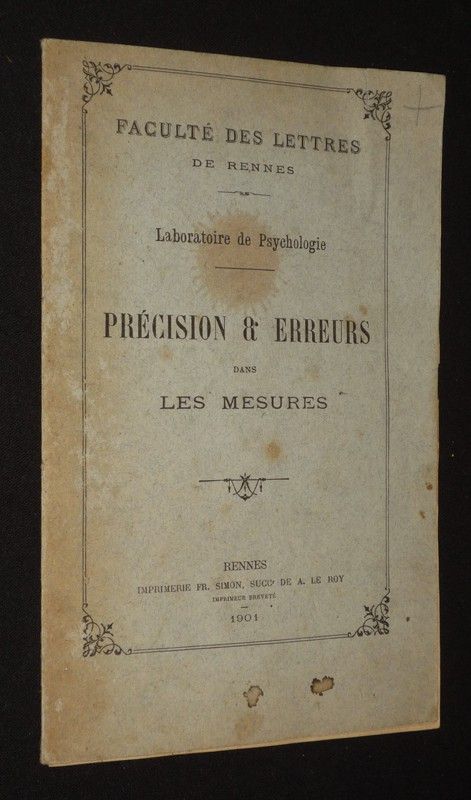 FACULTÉ DES LETTRES
DE RENNES
Laboratoire de Psychologie
PRÉCISION & ERREURS
DANS
LES MESURES
RENNES
IMPRIMERIE FR. SIMON, SUCCr DE A. LE ROY
IMPRIMEUR BREVETÉ
1901